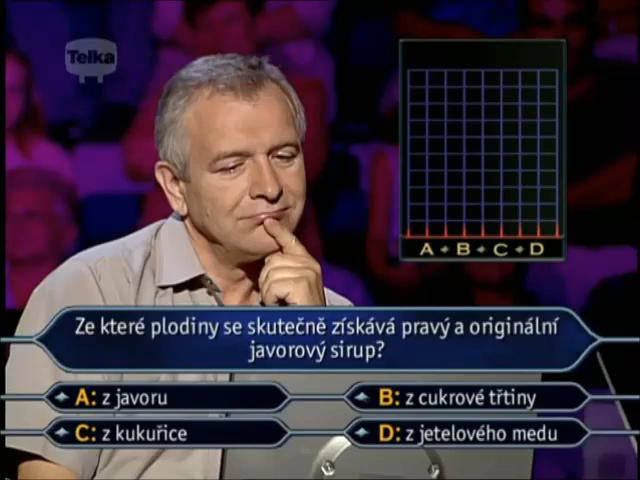 Telka
A B C D
Ze které plodiny se skutečně získává pravý a originální
javorový sirup?
A: z javoru
B: z cukrové třtiny
C: z kukuřice
D: z jetelového medu